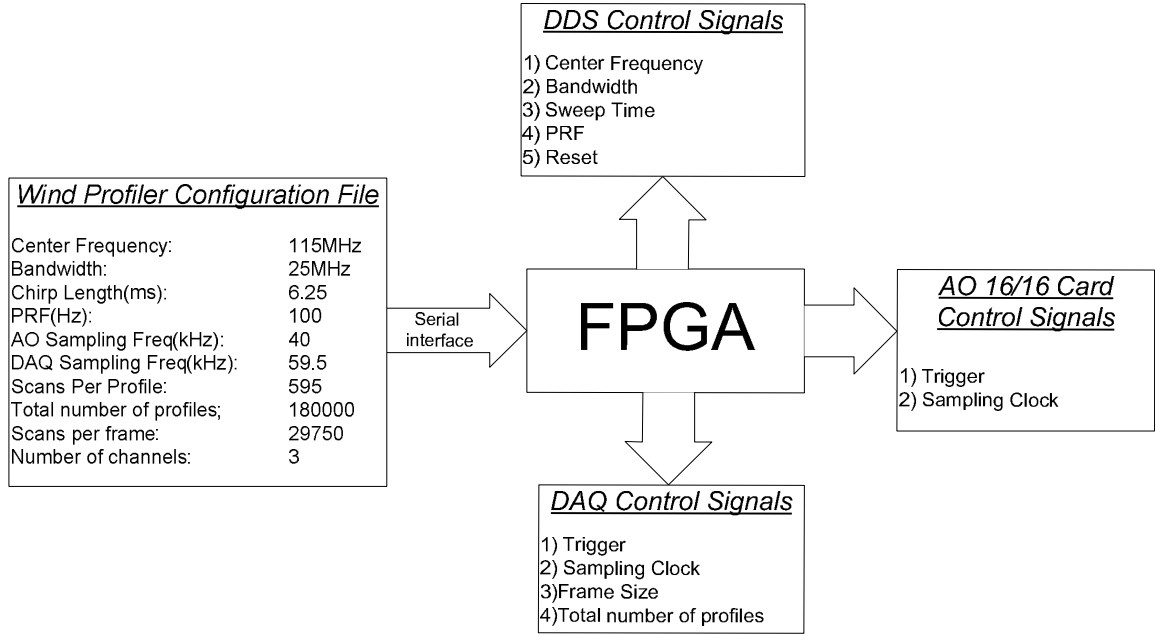 DDS Control Signals
1) Center Frequency
2) Bandwidth
3) Sweep Time
4) PRF
5) Reset
Wind Profiler Configuration File
Center Frequency: 115MHz
Bandwidth: 25MHz
Chirp Length(ms): 6.25
PRF(Hz): 100
AO Sampling Freq(kHz): 40
DAQ Sampling Freq(kHz): 59.5
Scans Per Profile: 595
Total number of profiles; 180000
Scans per frame: 29750
Number of channels: 3
Serial
interface
FPGA
AO 16/16 Card
Control Signals
1) Trigger
2) Sampling Clock
DAQ Control Signals
1) Trigger
2) Sampling Clock
3)Frame Size
4)Total number of profiles